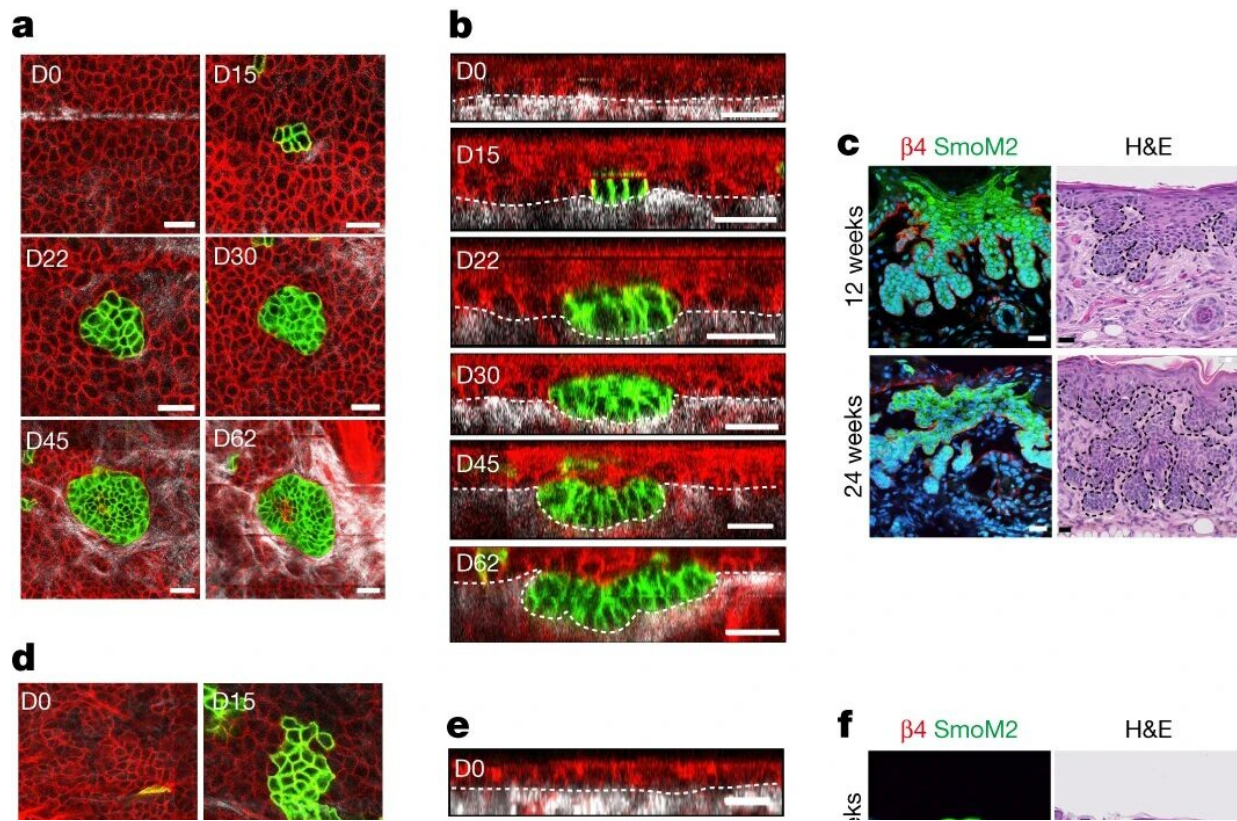 a
D0
D15
D22
D30
D45
D62
b
D0
D15
D22
D30
D45
D62
c
β4 SmoM2
H&E
12 weeks
24 weeks
d
D0
D15
e
D0
f
β4 SmoM2
H&E